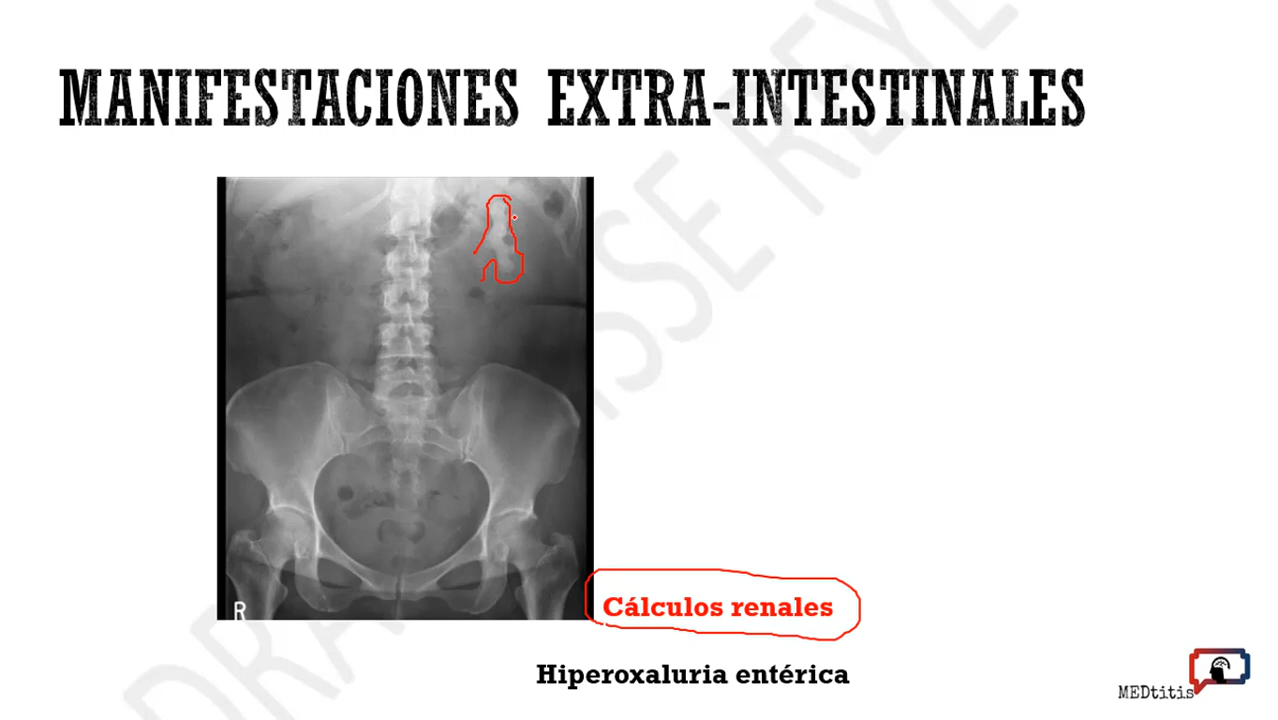 MANIFESTACIONES EXTRA-INTESTINALES
R
Cálculos renales
Hiperoxaluria entérica
MEDtitis